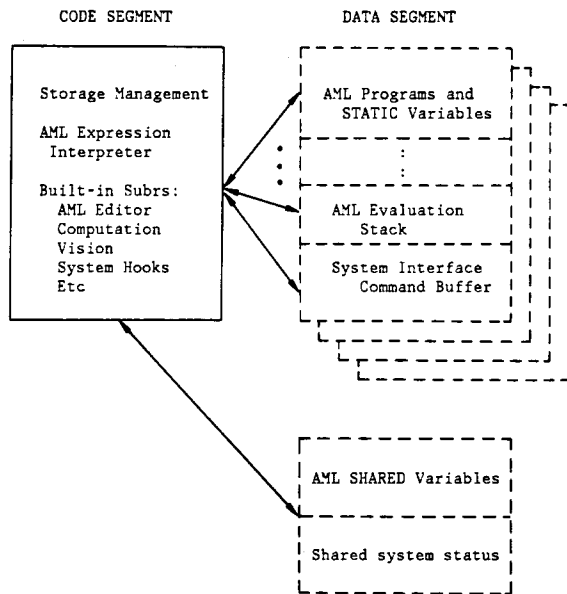 CODE SEGMENT
Storage Management
AML Expression
Interpreter
Built-in Subrs:
AML Editor
Computation
Vision
System Hooks
Etc
DATA SEGMENT
AML Programs and
STATIC Variables
AML Evaluation
Stack
System Interface
Command Buffer
AML SHARED Variables
Shared system status